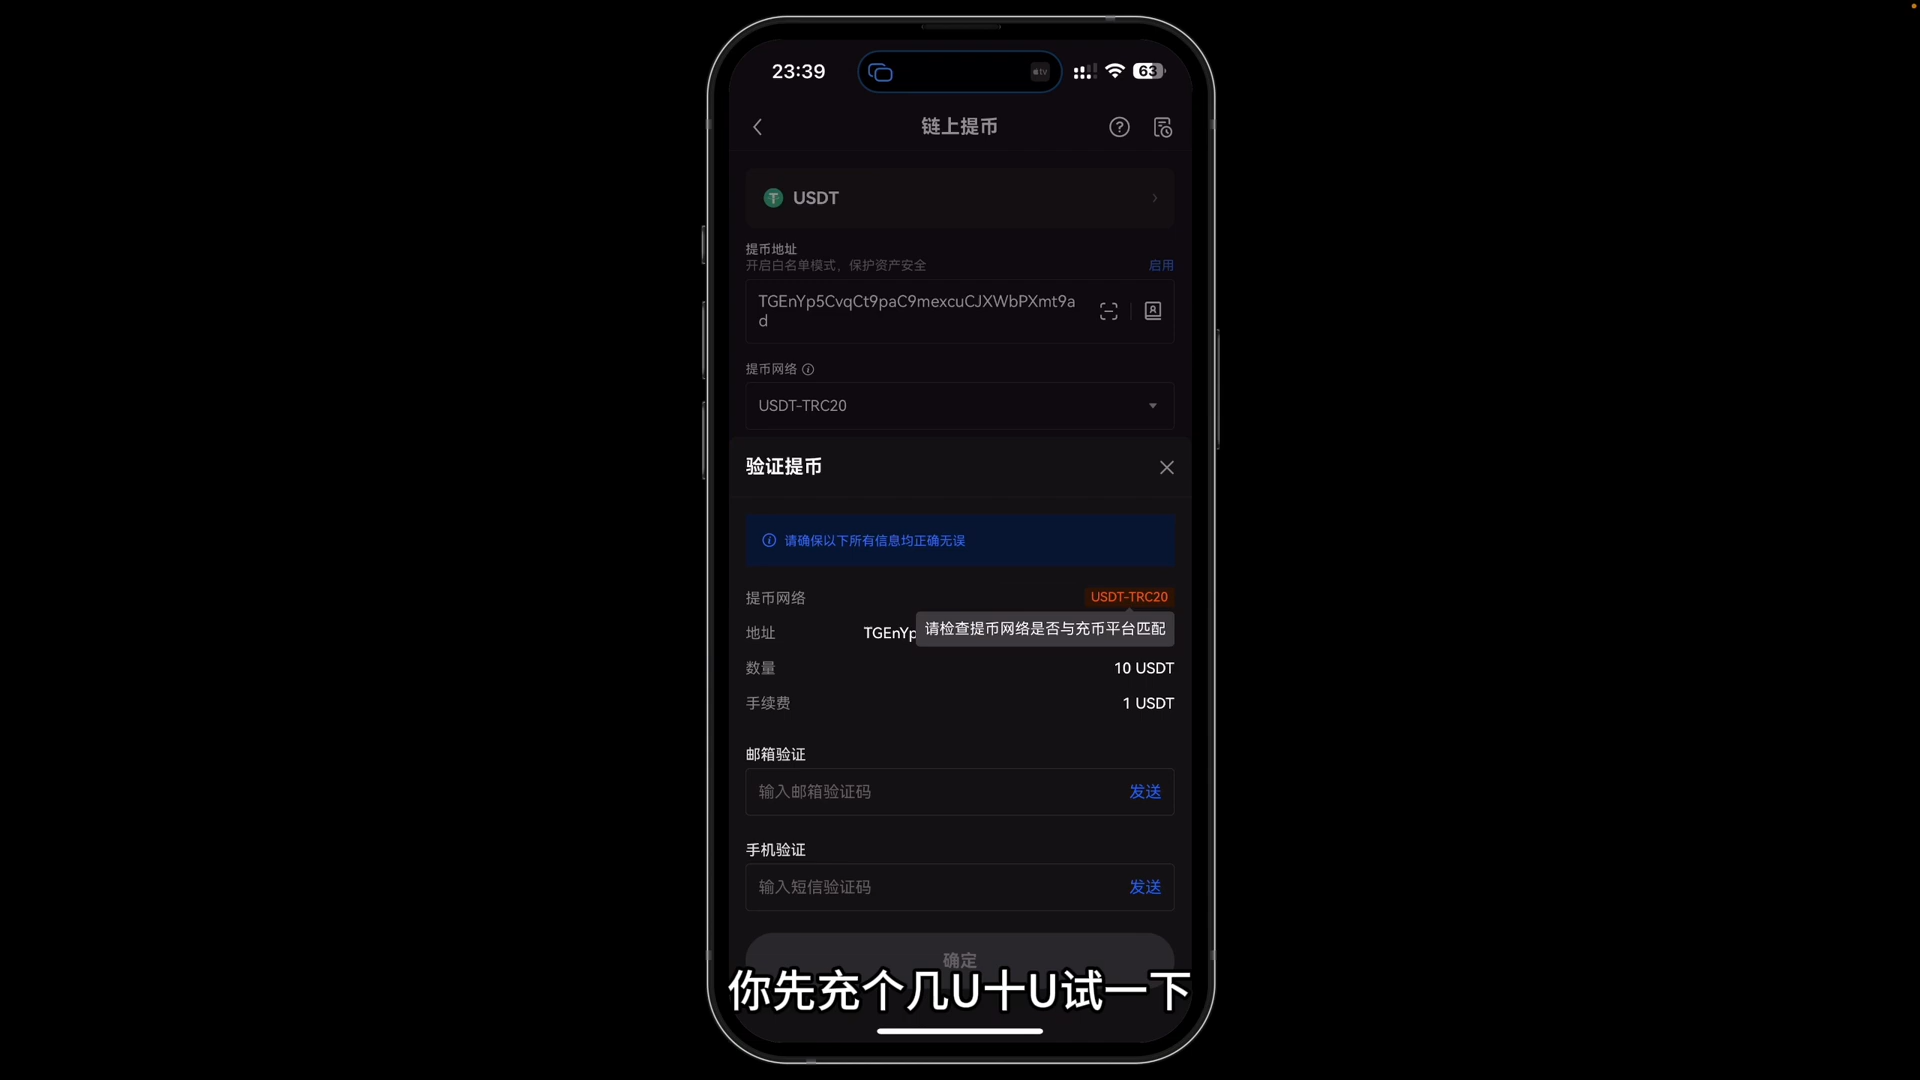 23:39
tv
63
链上提币
USDT
提币地址
开启白名单模式，保护资产安全
启用
TGEnYp5CvqCt9paC9mexcuCJXWbPXmt9a
d
提币网络
USDT-TRC20
验证提币
请确保以下所有信息均正确无误
提币网络
USDT-TRC20
地址
TGEnYp
请检查提币网络是否与充币平台匹配
数量
10 USDT
手续费
1 USDT
邮箱验证
输入邮箱验证码
发送
手机验证
输入短信验证码
发送
确定
你先充个几U十U试一下